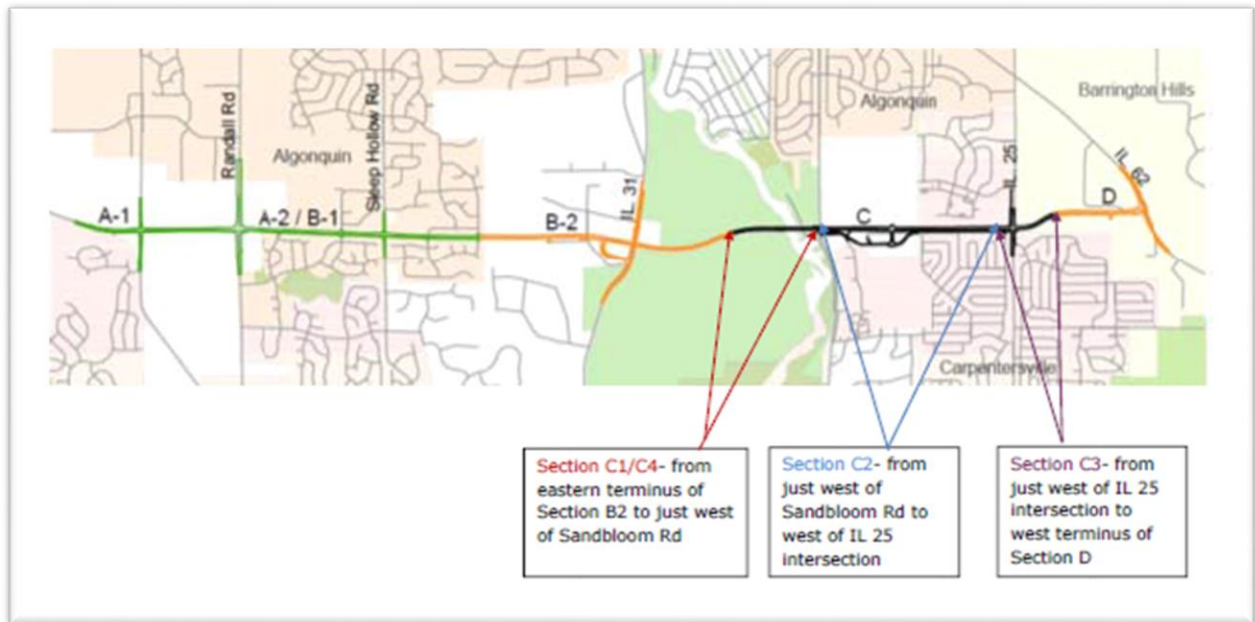 Algonquin
Barrington Hills
Randall Rd
Sleep Hollow Rd
Algonquin
IL 31
IL 25
IL 62
A-1
A-2 / B-1
B-2
C
D
Carpentersville
Section C1/C4- from
eastern terminus of
Section B2 to just west
of Sandbloom Rd
Section C2- from
just west of
Sandbloom Rd to
west of IL 25
intersection
Section C3- from
just west of IL 25
intersection to
west terminus of
Section D